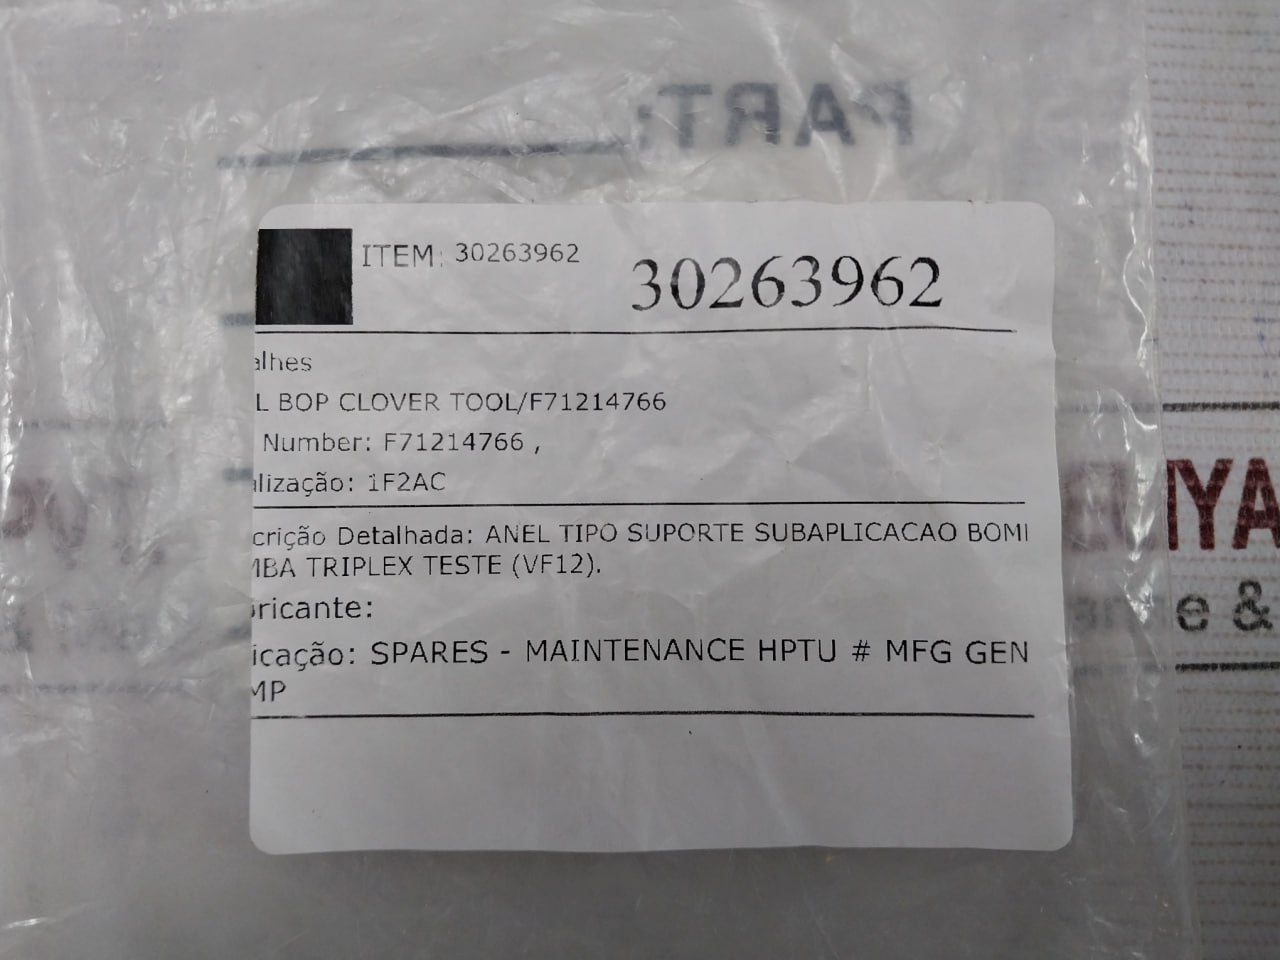 PART:
ITEM: 30263962
30263962
alhes
L BOP CLOVER TOOL/F71214766
Number: F71214766 ,
alização: 1F2AC
crição Detalhada: ANEL TIPO SUPORTE SUBAPLICACAO BOMI
MBA TRIPLEX TESTE (VF12).
bricante:
icação: SPARES - MAINTENANCE HPTU # MFG GEN
MP
IYA
e &